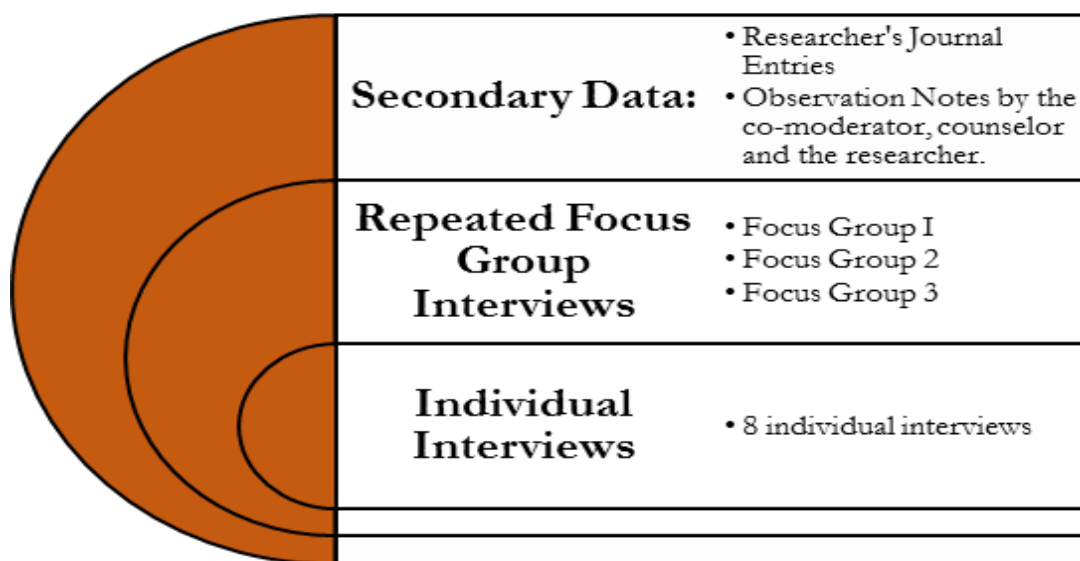 Secondary Data:
• Researcher's Journal
Entries
• Observation Notes by the
co-moderator, counselor
and the researcher.
Repeated Focus
Group
Interviews
• Focus Group I
• Focus Group 2
• Focus Group 3
Individual
Interviews
• 8 individual interviews